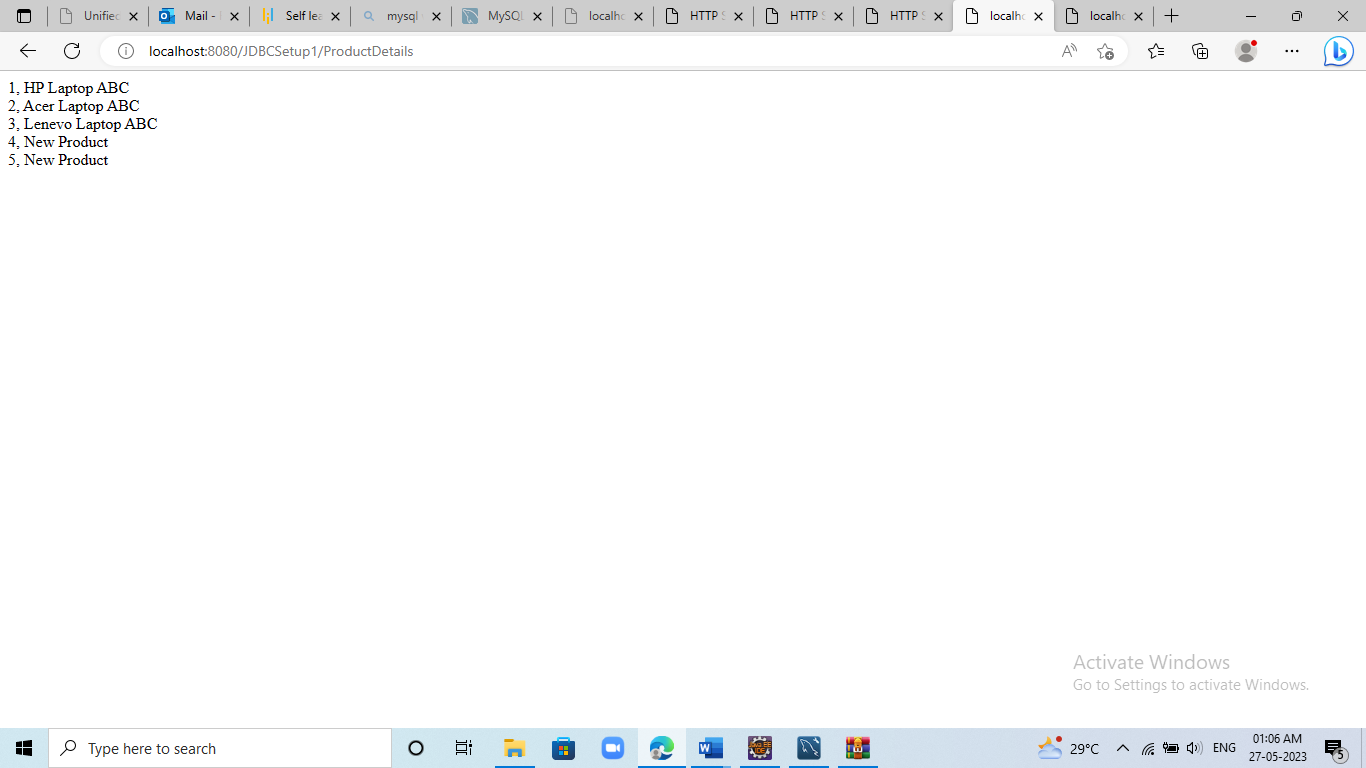 Unified
Mail -
Self lea
mysql
MySQL
localho
HTTP S
HTTP S
HTTP S
localho
localho
localhost:8080/JDBCSetup1/ProductDetails
1, HP Laptop ABC
2, Acer Laptop ABC
3, Lenevo Laptop ABC
4, New Product
5, New Product
Activate Windows
Go to Settings to activate Windows.
Type here to search
29°C
ENG
01:06 AM
27-05-2023
5